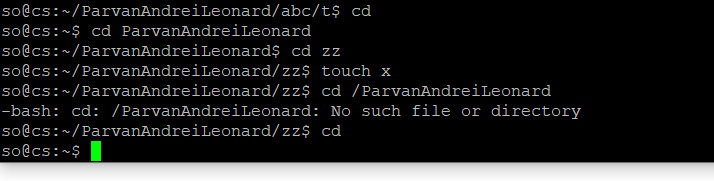 so@cs:~/ParvanAndreiLeonard/abc/t$ cd
so@cs:~$ cd ParvanAndreiLeonard
so@cs:~/ParvanAndreiLeonard$ cd zz
so@cs:~/ParvanAndreiLeonard/zz$ touch x
so@cs:~/ParvanAndreiLeonard/zz$ cd /ParvanAndreiLeonard
-bash: cd: /ParvanAndreiLeonard: No such file or directory
so@cs:~/ParvanAndreiLeonard/zz$ cd
so@cs:~$